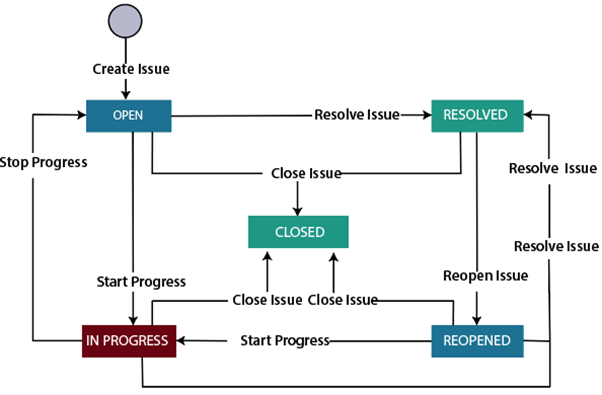 Create Issue
OPEN
Resolve Issue
RESOLVED
Stop Progress
Close Issue
Resolve Issue
CLOSED
Resolve Issue
Start Progress
Reopen Issue
Close Issue
Close Issue
IN PROGRESS
Start Progress
REOPENED